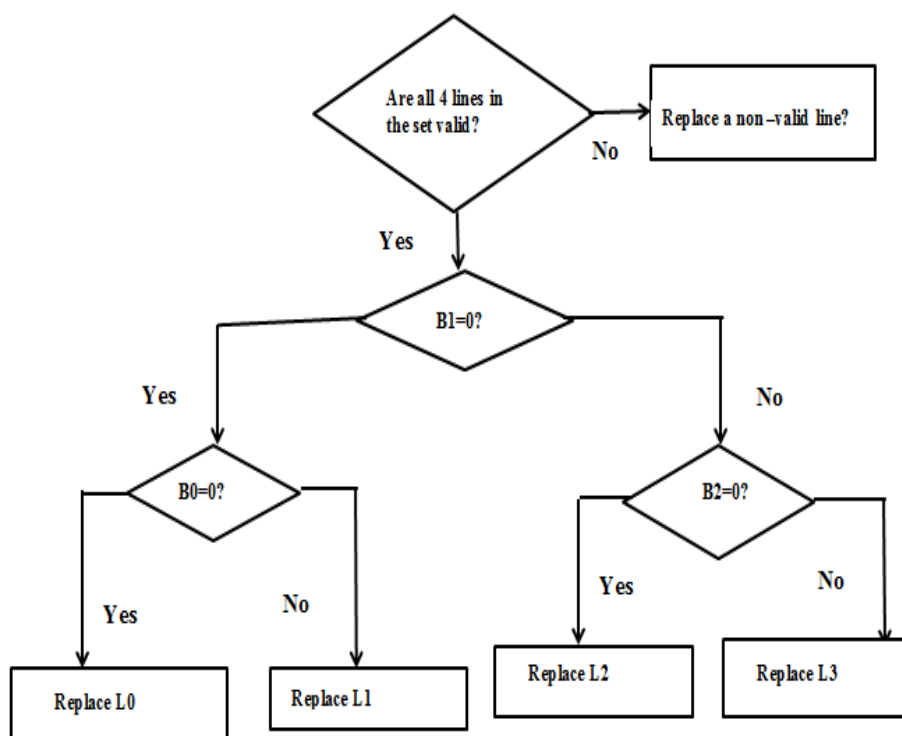 Are all 4 lines in
the set valid?
Replace a non –valid line?
No
Yes
B1=0?
Yes
No
B0=0?
B2=0?
Yes
No
Yes
No
Replace L0
Replace L1
Replace L2
Replace L3